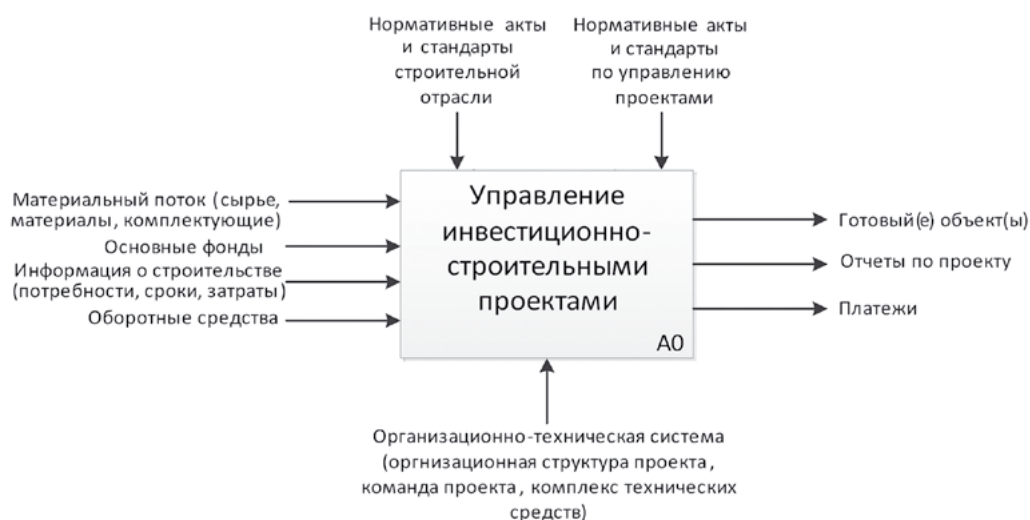 Нормативные акты
и стандарты
строительной
отрасли
Нормативные акты
и стандарты
по управлению
проектами
Материальный поток (сырье,
материалы, комплектующие)
Основные фонды
Информация о строительстве
(потребности, сроки, затраты)
Оборотные средства
Управление
инвестиционно-
строительными
проектами
А0
Готовый(е) объект(ы)
Отчеты по проекту
Платежи
Организационно-техническая система
(оргнизационная структура проекта,
команда проекта, комплекс технических
средств)